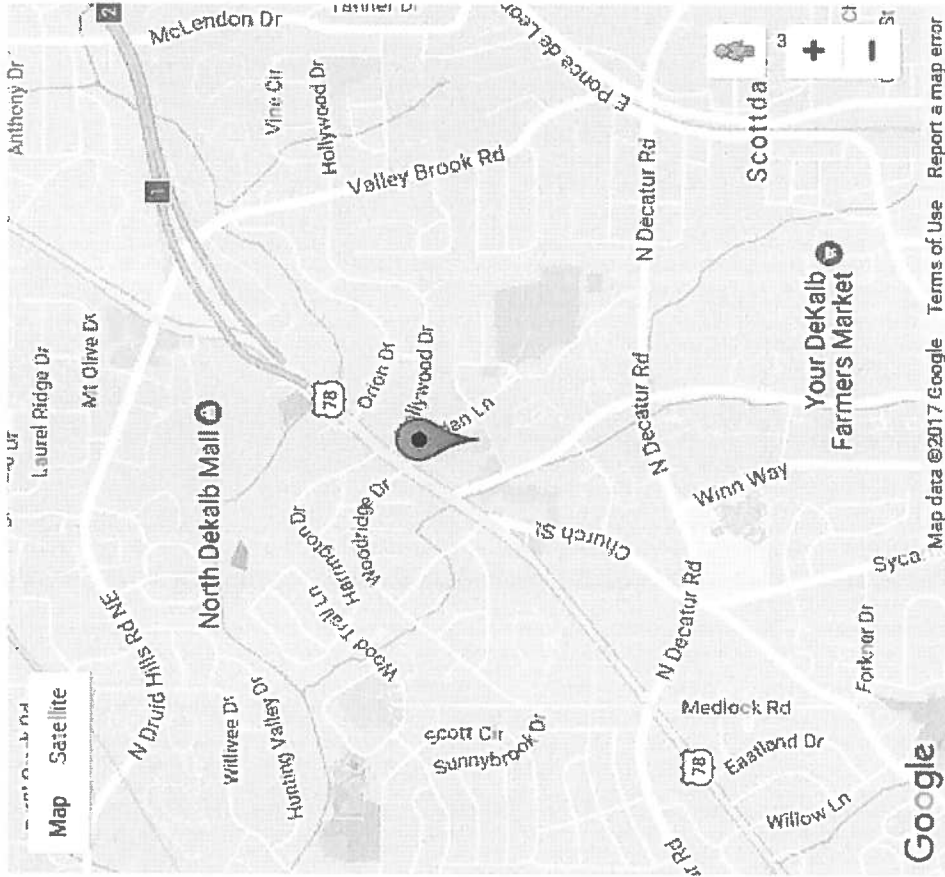 Map Satellite
Laurel Ridge Dr
Anthony Dr
2
Mt Olive Dr
1
McLendon Dr
N Druid Hills Rd NE
North Dekalb Mall
Willivee Dr
Hunting Valley Dr
Vine Cir
Hollywood Dr
78
Harrington Dr
Wood Trail Ln
Woodridge Dr
Orion Dr
Valley Brook Rd
Scott Cir
Sunnybrook Dr
Church St
E Ponce de Leon
N Decatur Rd
N Decatur Rd
N Decatur Rd
Medlock Rd
78
Eastland Dr
Winn Way
Scottda
Willow Ln
Your DeKalb
Farmers Market
Forkner Dr
Syca
3
+
−
Google
Map data ©2017 Google Terms of Use Report a map error